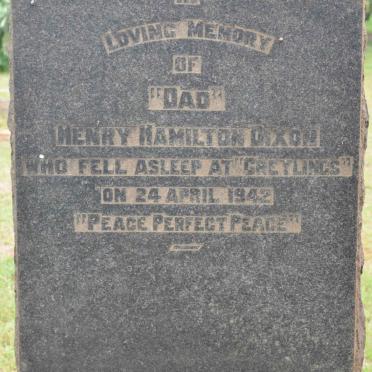 IN
LOVING MEMORY
OF
"DAD"
HENRY HAMILTON DIXON
WHO FELL ASLEEP AT "GREYLINGS"
ON 24 APRIL 1942
"PEACE PERFECT PEACE"